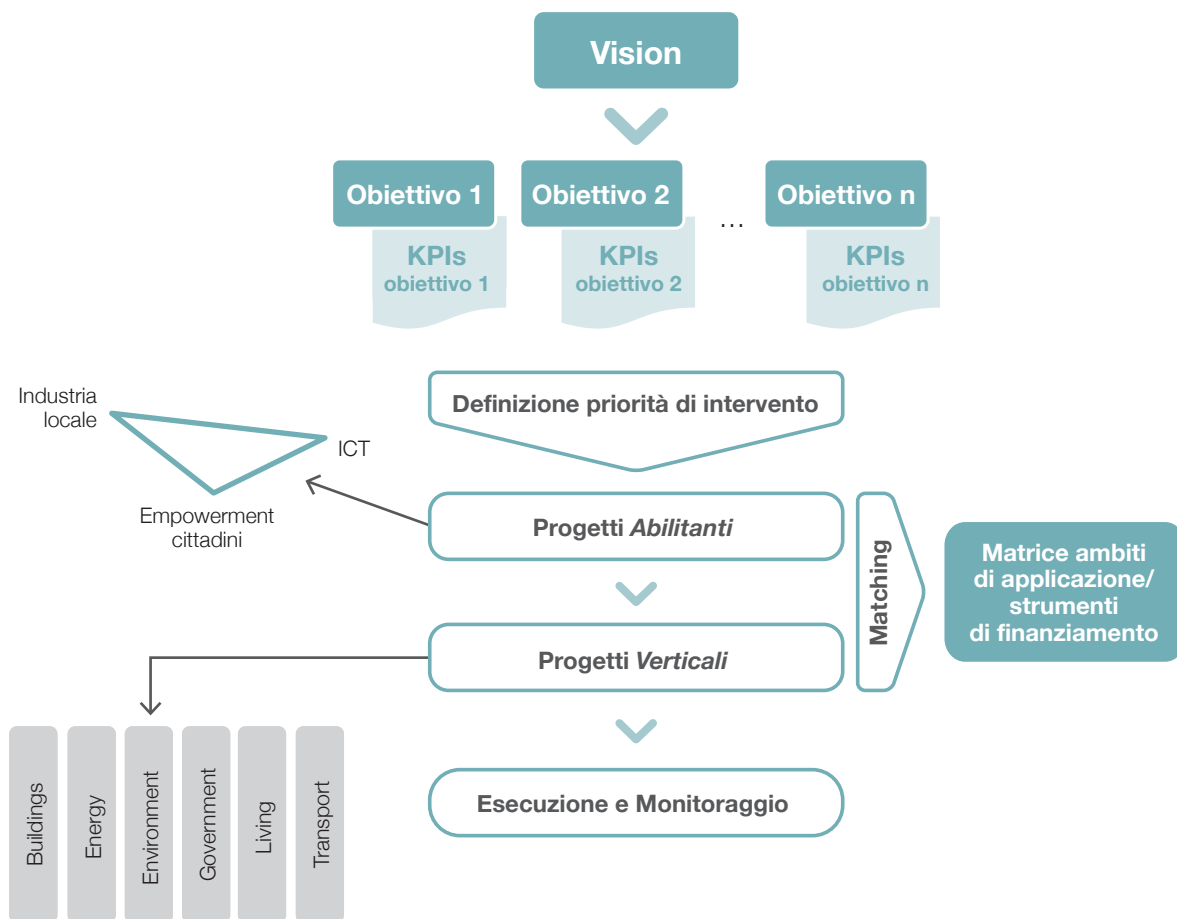 Vision
Obiettivo 1
Obiettivo 2
...
Obiettivo n
KPIs
obiettivo 1
KPIs
obiettivo 2
KPIs
obiettivo n
Definizione priorità di intervento
Industria
locale
ICT
Empowerment
cittadini
Progetti Abilitanti
Matching
Matrice ambiti
di applicazione/
strumenti
di finanziamento
Progetti Verticali
Buildings
Energy
Environment
Government
Living
Transport
Esecuzione e Monitoraggio